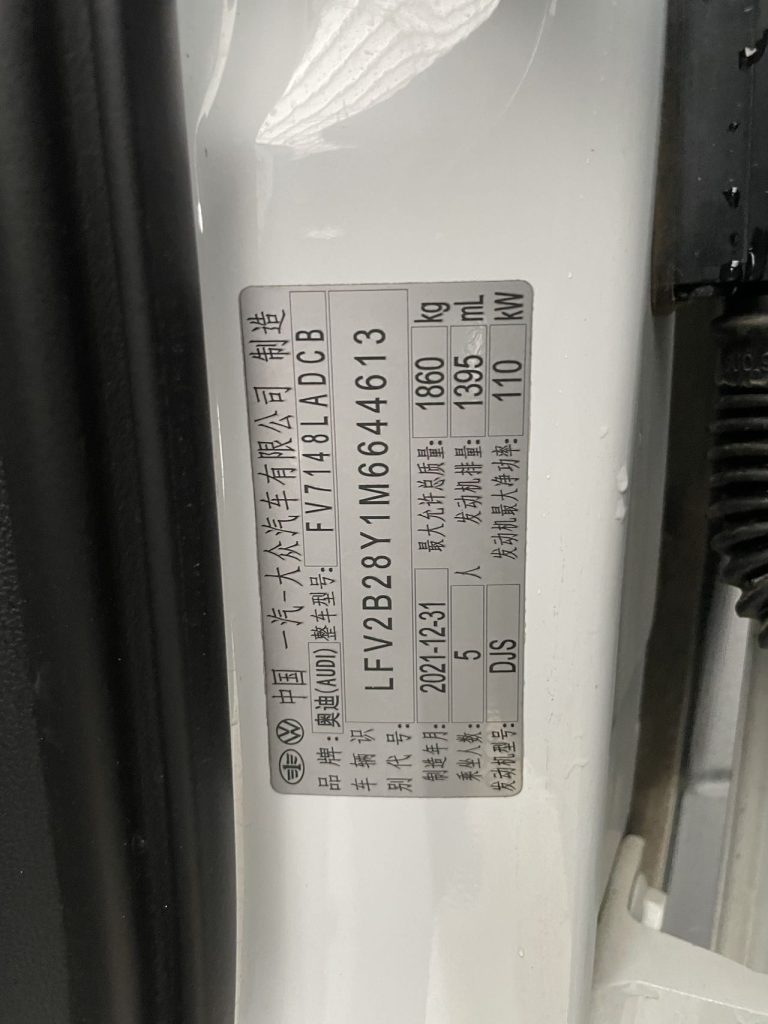 中国 一汽-大众汽车有限公司 制造
品牌: 奥迪(AUDI) 整车型号: FV7148LADCB
车辆识别代号: LFV2B28Y1M6644613
制造年月: 2021-12-31 最大允许总质量: 1860 kg
乘坐人数: 5 人 发动机排量: 1395 mL
发动机型号: DJS 发动机最大净功率: 110 kW